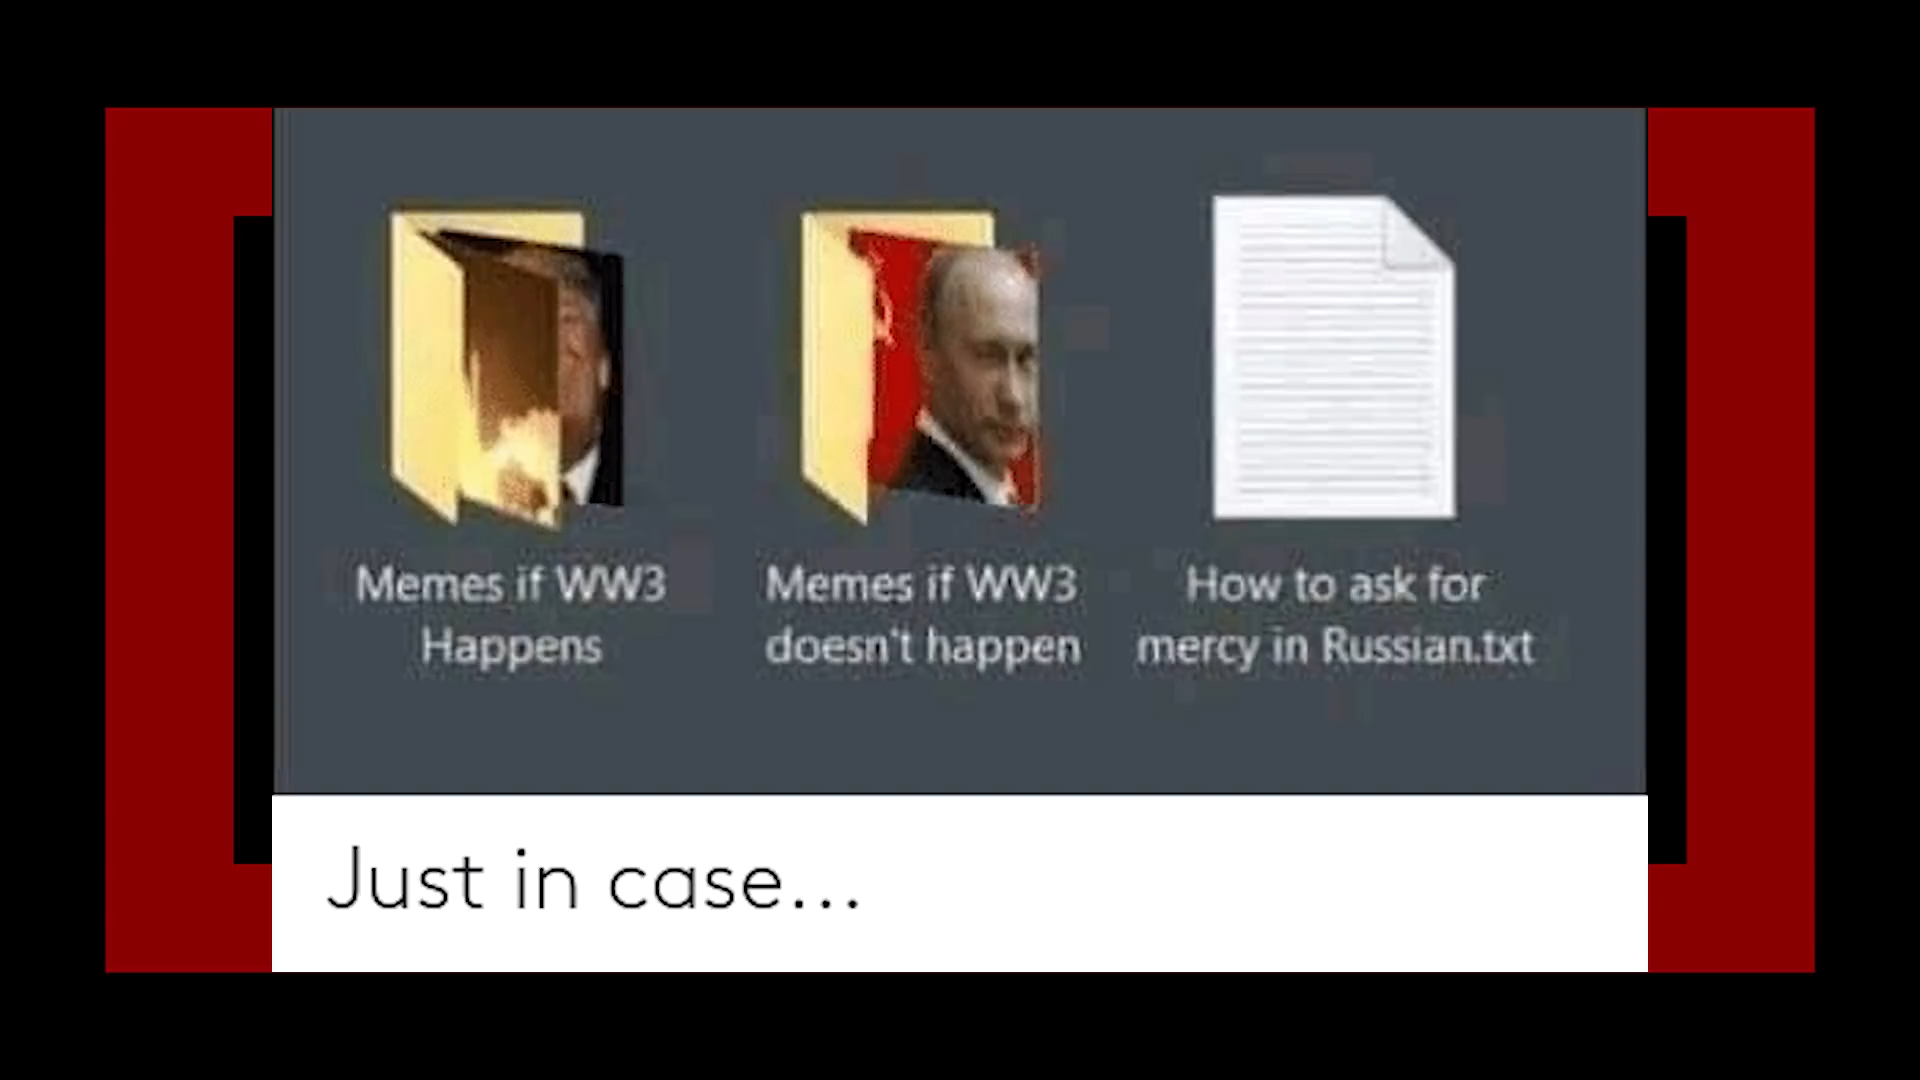 Memes if WW3
Happens
Memes if WW3
doesn't happen
How to ask for
mercy in Russian.txt
Just in case...